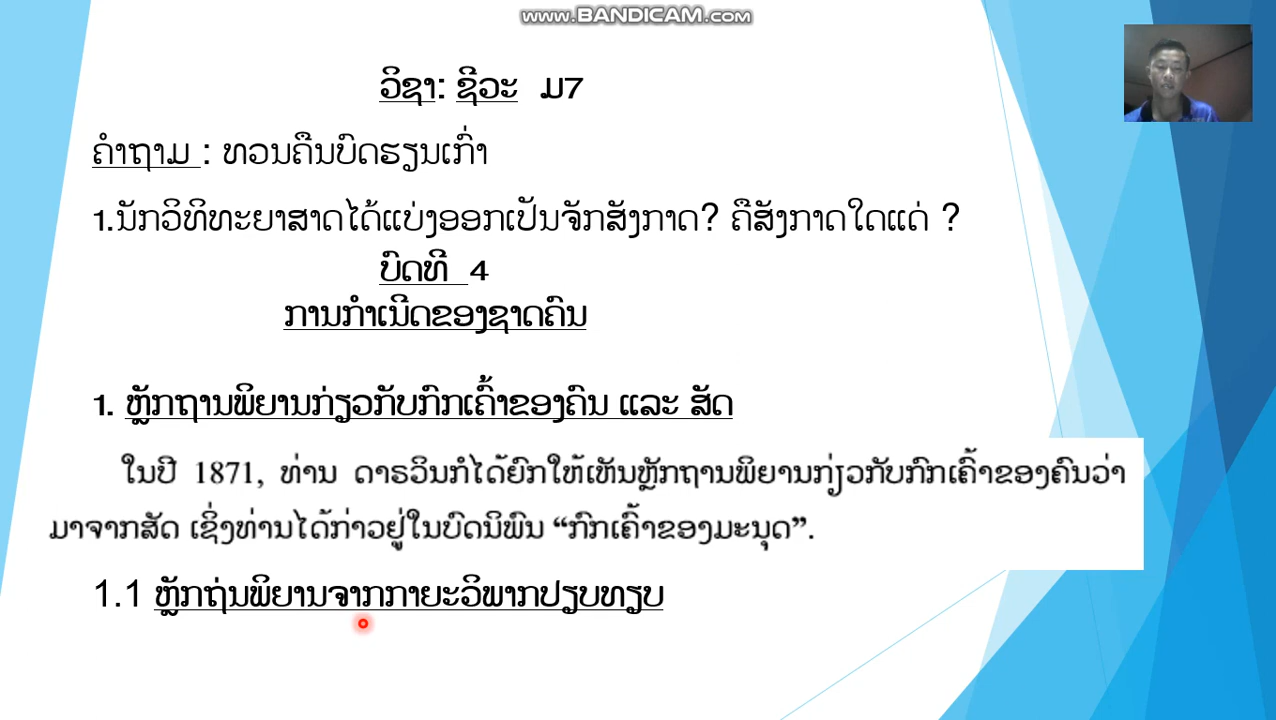 www.BANDICAM.com
ວິຊາ: ຊີວະ ມ7
ຄຳຖາມ : ທວນຄືນບົດຮຽນເກົ່າ
1.ນັກວິທິທະຍາສາດໄດ້ແບ່ງອອກເປັນຈັກສັງກາດ? ຄືສັງກາດໃດແດ່ ?
ບົດທີ 4
ການກຳເນີດຂອງຊາດຄົນ
1. ຫຼັກຖານພິຍານກ່ຽວກັບກົກເຄົ້າຂອງຄົນ ແລະ ສັດ
ໃນປີ 1871, ທ່ານ ດາຣວິນກໍໄດ້ຍົກໃຫ້ເຫັນຫຼັກຖານພິຍານກ່ຽວກັບກົກເຄົ້າຂອງຄົນວ່າ
ມາຈາກສັດ ເຊິ່ງທ່ານໄດ້ກ່າວຢູ່ໃນບົດນິພົນ “ກົກເຄົ້າຂອງມະນຸດ”.
1.1 ຫຼັກຖ່ນພິຍານຈາກກາຍະວິພາກປຽບທຽບ